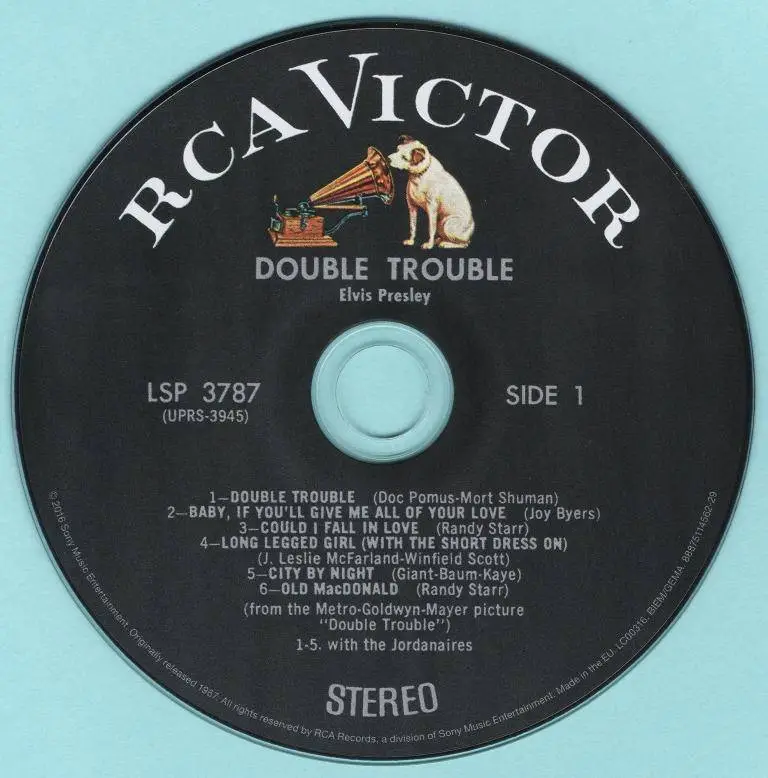 RCA VICTOR
DOUBLE TROUBLE
Elvis Presley
LSP 3787
(UPRS-3945)
SIDE 1
1—DOUBLE TROUBLE (Doc Pomus-Mort Shuman)
2—BABY, IF YOU'LL GIVE ME ALL OF YOUR LOVE (Joy Byers)
3—COULD I FALL IN LOVE (Randy Starr)
4—LONG LEGGED GIRL (WITH THE SHORT DRESS ON)
(J. Leslie McFarland-Winfield Scott)
5—CITY BY NIGHT (Giant-Baum-Kaye)
6—OLD MacDONALD (Randy Starr)
(from the Metro-Goldwyn-Mayer picture
"Double Trouble")
1-5. with the Jordanaires
STEREO
© 2016 Sony Music Entertainment. Originally released 1967. All rights reserved by RCA Records, a division of Sony Music Entertainment. Made in the EU. LC00316. BIEM/GEMA. 88875114562-29